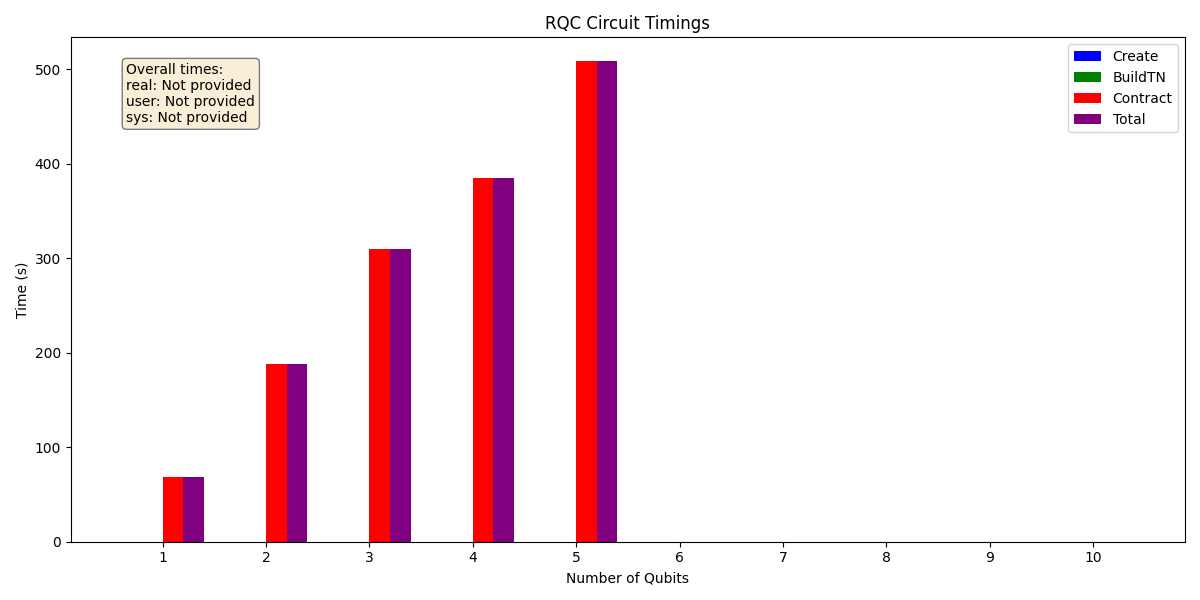 RQC Circuit Timings
Overall times:
real: Not provided
user: Not provided
sys: Not provided
Create
BuildTN
Contract
Total
Time (s)
500
400
300
200
100
0
1 2 3 4 5 6 7 8 9 10
Number of Qubits